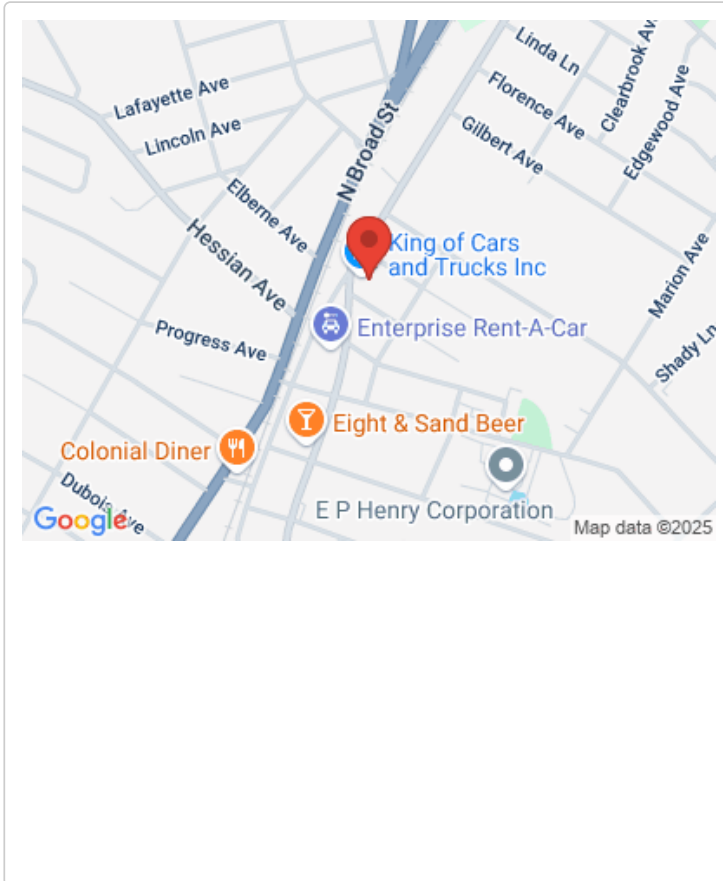 Linda Ln
Clearbrook Av
Lafayette Ave
Florence Ave
Edgewood Ave
Lincoln Ave
Gilbert Ave
N Broad St
Elberne Ave
Hessian Ave
King of Cars
and Trucks Inc
Marion Ave
Enterprise Rent-A-Car
Progress Ave
Shady Ln
Eight & Sand Beer
Colonial Diner
Dubois Ave
E P Henry Corporation
Google
Map data ©2025